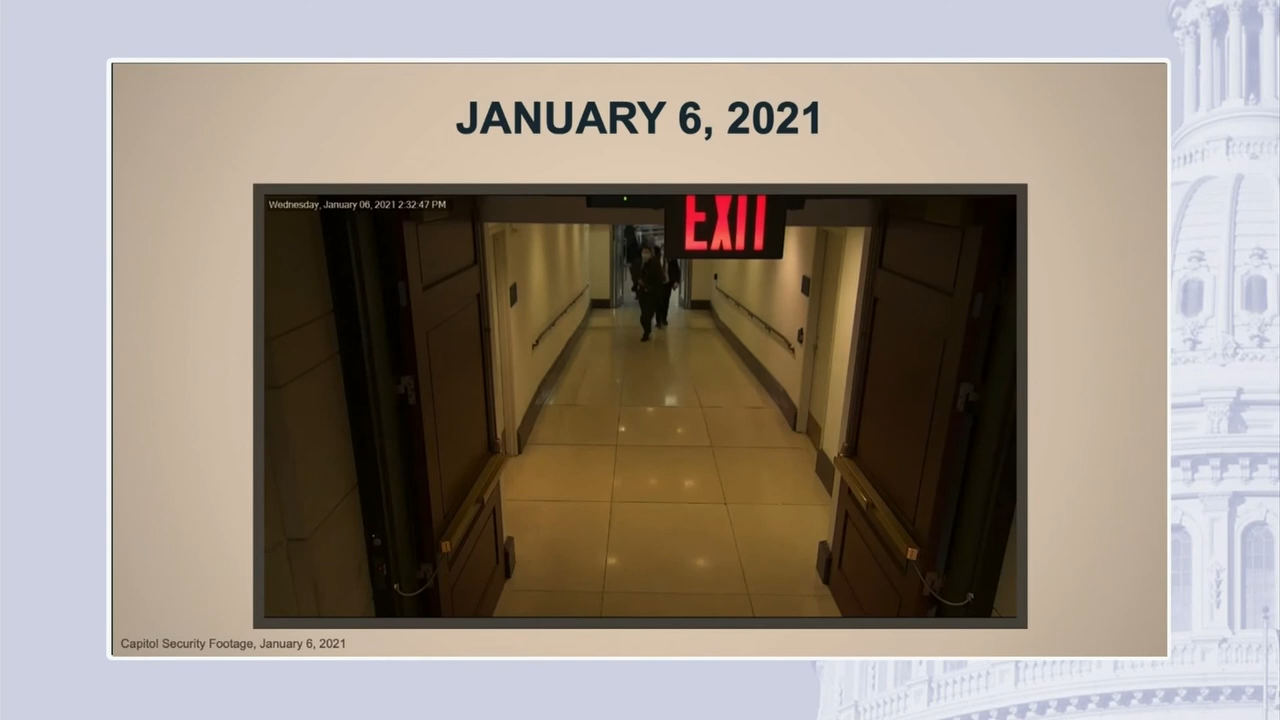 JANUARY 6, 2021
Wednesday, January 06, 2021 2:32:47 PM
EXIT
Capitol Security Footage, January 6, 2021